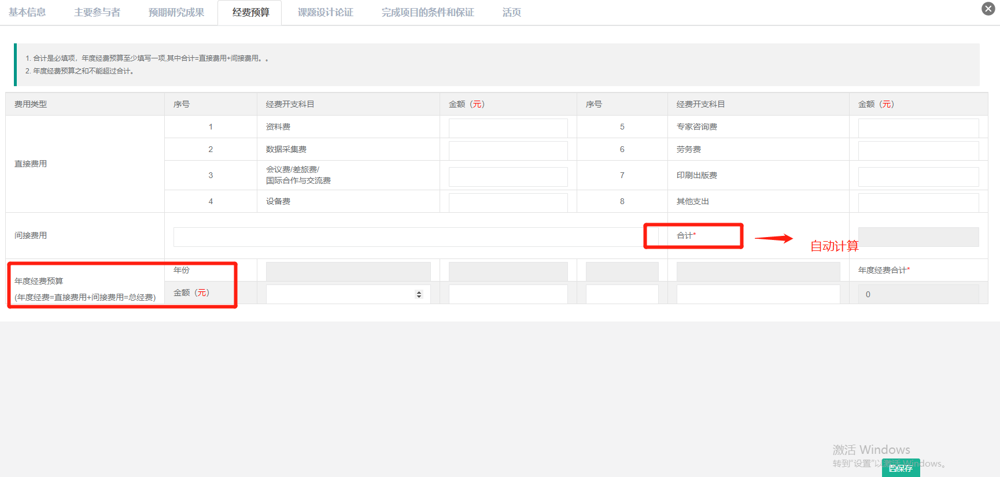 基本信息 主要参与者 预期研究成果 经费预算 课题设计论证 完成项目的条件和保证 活页
1. 合计是必填项，年度经费预算至少填写一项,其中合计=直接费用+间接费用。。
2. 年度经费预算之和不能超过合计。
费用类型 序号 经费开支科目 金额（元） 序号 经费开支科目 金额（元）
直接费用
1 资料费 5 专家咨询费
2 数据采集费 6 劳务费
3 会议费/差旅费/
国际合作与交流费 7 印刷出版费
4 设备费 8 其他支出
间接费用 合计* 自动计算
年度经费预算
(年度经费=直接费用+间接费用=总经费)
年份 年度经费合计*
金额（元） 0
激活 Windows
转到"设置"以激活 Windows。
保存